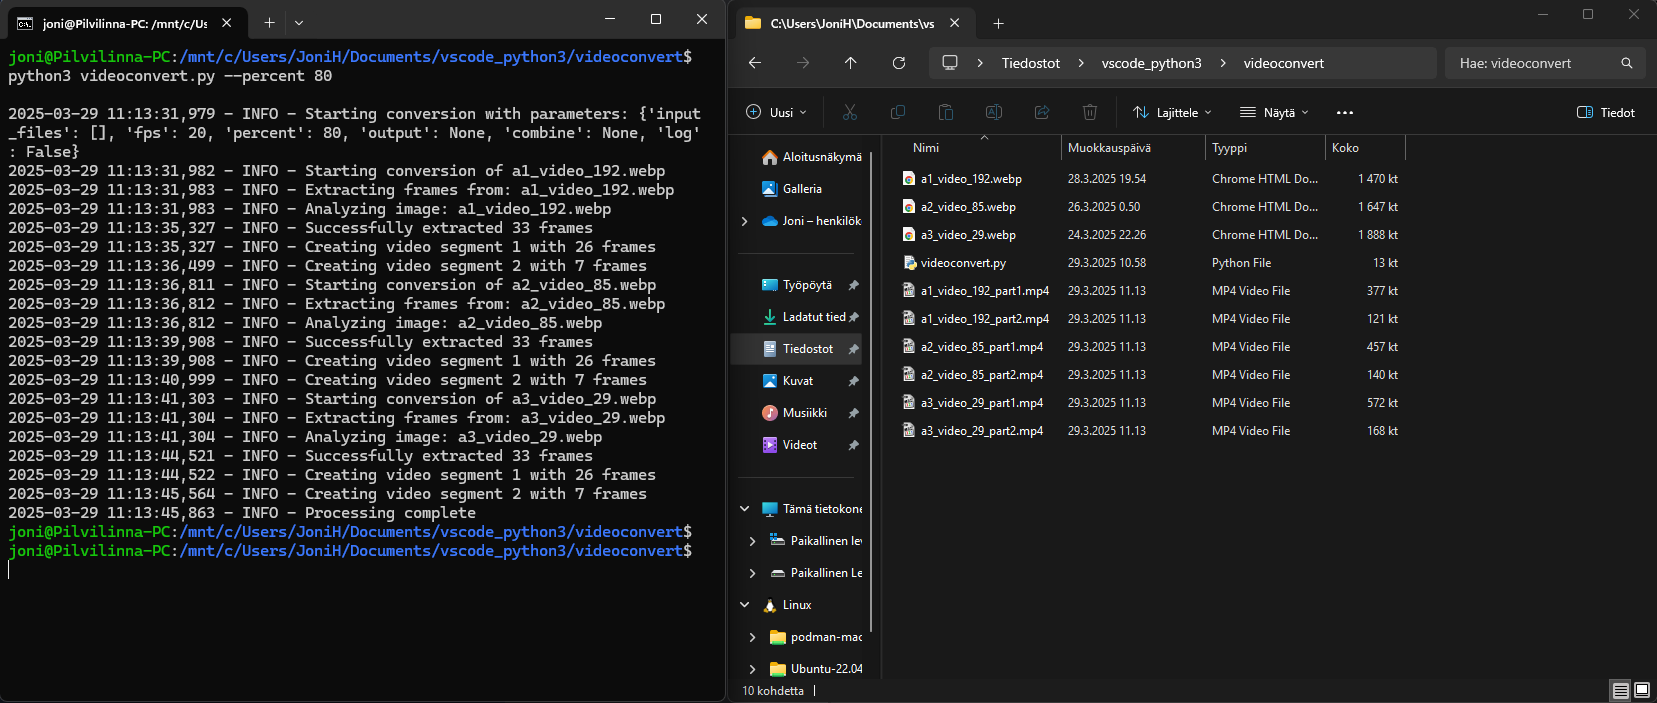 joni@Pilvilinna-PC: /mnt/c/Us
joni@Pilvilinna-PC:/mnt/c/Users/JoniH/Documents/vscode_python3/videoconvert$
python3 videoconvert.py --percent 80
2025-03-29 11:13:31,979 - INFO - Starting conversion with parameters: {'input
_files': [], 'fps': 20, 'percent': 80, 'output': None, 'combine': None, 'log'
: False}
2025-03-29 11:13:31,982 - INFO - Starting conversion of a1_video_192.webp
2025-03-29 11:13:31,983 - INFO - Extracting frames from: a1_video_192.webp
2025-03-29 11:13:31,983 - INFO - Analyzing image: a1_video_192.webp
2025-03-29 11:13:35,327 - INFO - Successfully extracted 33 frames
2025-03-29 11:13:35,327 - INFO - Creating video segment 1 with 26 frames
2025-03-29 11:13:36,499 - INFO - Creating video segment 2 with 7 frames
2025-03-29 11:13:36,811 - INFO - Starting conversion of a2_video_85.webp
2025-03-29 11:13:36,812 - INFO - Extracting frames from: a2_video_85.webp
2025-03-29 11:13:36,812 - INFO - Analyzing image: a2_video_85.webp
2025-03-29 11:13:39,908 - INFO - Successfully extracted 33 frames
2025-03-29 11:13:39,908 - INFO - Creating video segment 1 with 26 frames
2025-03-29 11:13:40,999 - INFO - Creating video segment 2 with 7 frames
2025-03-29 11:13:41,303 - INFO - Starting conversion of a3_video_29.webp
2025-03-29 11:13:41,304 - INFO - Extracting frames from: a3_video_29.webp
2025-03-29 11:13:41,304 - INFO - Analyzing image: a3_video_29.webp
2025-03-29 11:13:44,521 - INFO - Successfully extracted 33 frames
2025-03-29 11:13:44,522 - INFO - Creating video segment 1 with 26 frames
2025-03-29 11:13:45,564 - INFO - Creating video segment 2 with 7 frames
2025-03-29 11:13:45,863 - INFO - Processing complete
joni@Pilvilinna-PC:/mnt/c/Users/JoniH/Documents/vscode_python3/videoconvert$
joni@Pilvilinna-PC:/mnt/c/Users/JoniH/Documents/vscode_python3/videoconvert$
C:\Users\JoniH\Documents\vs
Tiedostot > vscode_python3 > videoconvert
Hae: videoconvert
Uusi
Lajittele
Näytä
Tiedot
Aloitusnäkymä
Galleria
Joni – henkilök
Työpöytä
Ladatut tied
Tiedostot
Kuvat
Musiikki
Videot
Tämä tietokone
Paikallinen lev
Paikallinen Le
Linux
podman-mac
Ubuntu-22.04
Nimi Muokkauspäivä Tyyppi Koko
a1_video_192.webp 28.3.2025 19.54 Chrome HTML Do... 1 470 kt
a2_video_85.webp 26.3.2025 0.50 Chrome HTML Do... 1 647 kt
a3_video_29.webp 24.3.2025 22.26 Chrome HTML Do... 1 888 kt
videoconvert.py 29.3.2025 10.58 Python File 13 kt
a1_video_192_part1.mp4 29.3.2025 11.13 MP4 Video File 377 kt
a1_video_192_part2.mp4 29.3.2025 11.13 MP4 Video File 121 kt
a2_video_85_part1.mp4 29.3.2025 11.13 MP4 Video File 457 kt
a2_video_85_part2.mp4 29.3.2025 11.13 MP4 Video File 140 kt
a3_video_29_part1.mp4 29.3.2025 11.13 MP4 Video File 572 kt
a3_video_29_part2.mp4 29.3.2025 11.13 MP4 Video File 168 kt
10 kohdetta